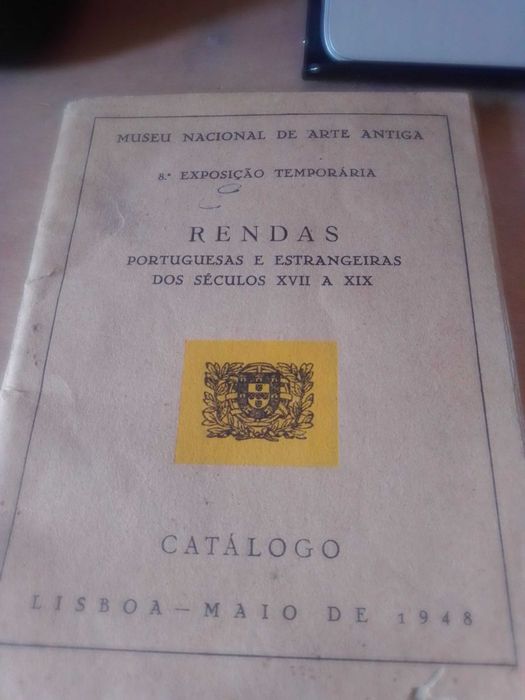 MUSEU NACIONAL DE ARTE ANTIGA
8.ª EXPOSIÇÃO TEMPORÁRIA
RENDAS
PORTUGUESAS E ESTRANGEIRAS
DOS SÉCULOS XVII A XIX
CATÁLOGO
LISBOA — MAIO DE 1948